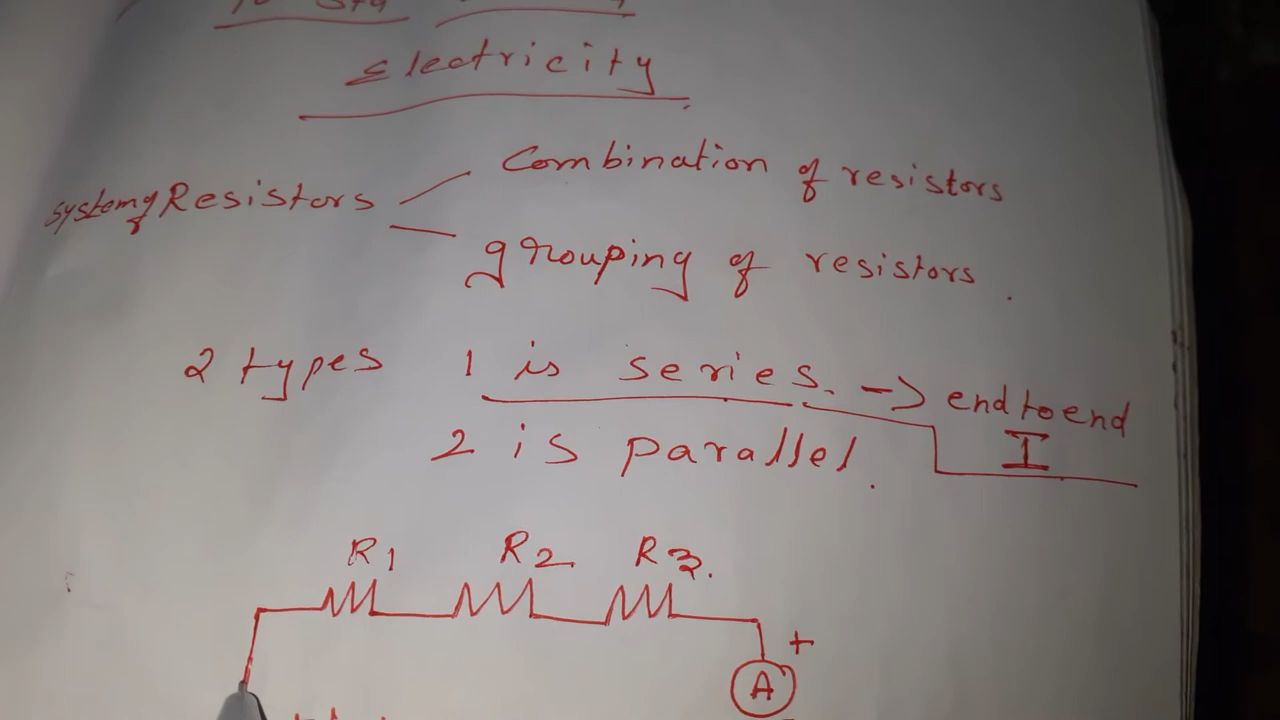 Electricity
system of Resistors
Combination of resistors
grouping of resistors.
2 types 1 is series. -> end to end
I
2 is parallel.
R1 R2 R3.
+
A